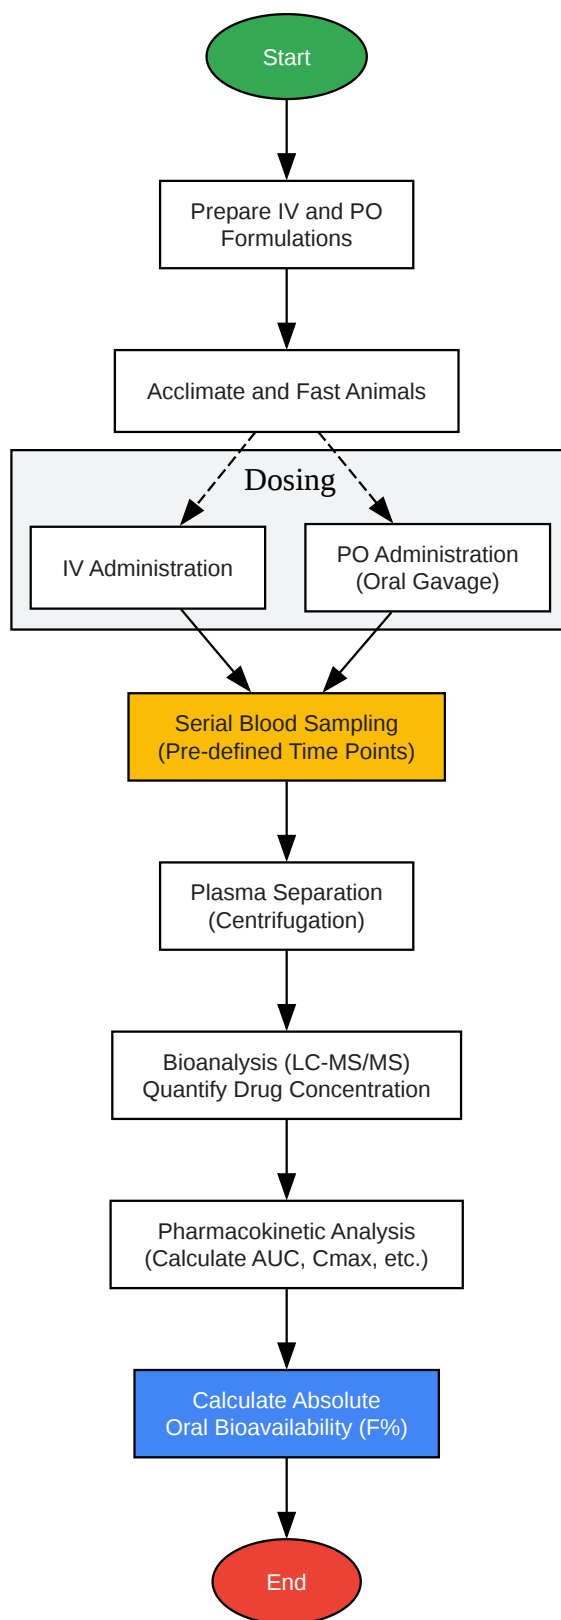 Start
Prepare IV and PO
Formulations
Acclimate and Fast Animals
Dosing
IV Administration
PO Administration
(Oral Gavage)
Serial Blood Sampling
(Pre-defined Time Points)
Plasma Separation
(Centrifugation)
Bioanalysis (LC-MS/MS)
Quantify Drug Concentration
Pharmacokinetic Analysis
(Calculate AUC, Cmax, etc.)
Calculate Absolute
Oral Bioavailability (F%)
End